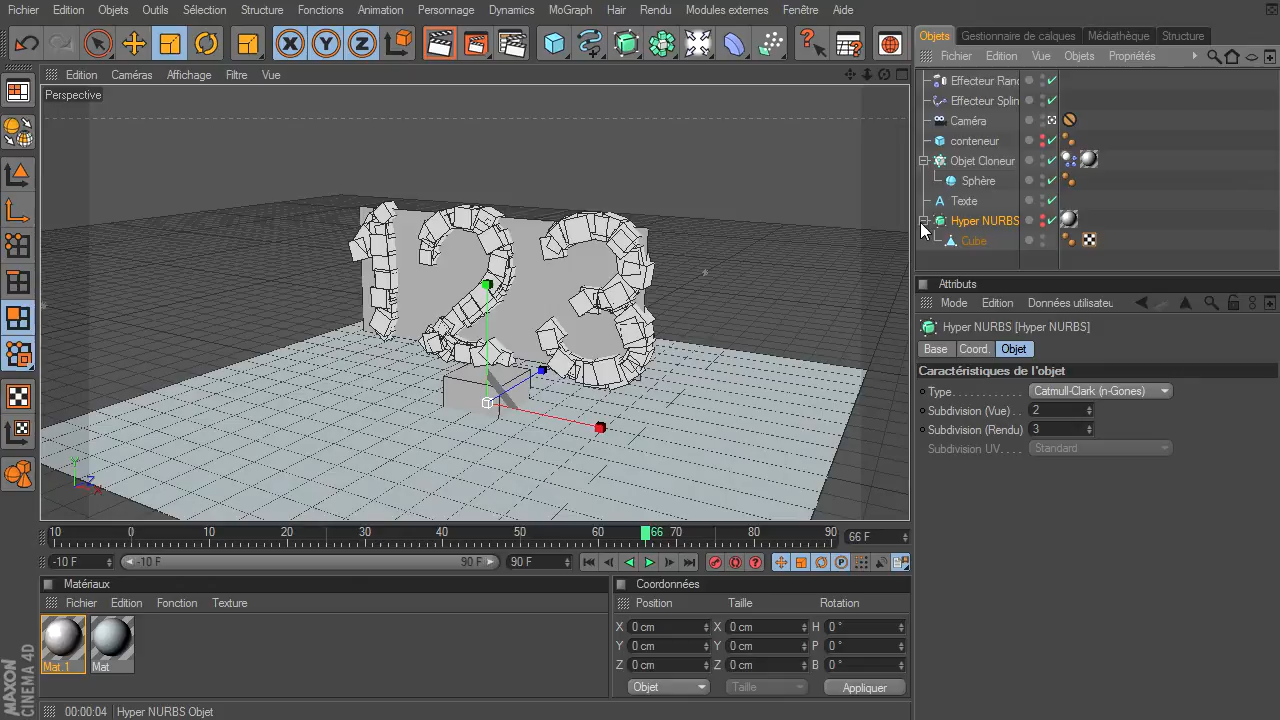 Fichier Edition Objets Outils Sélection Structure Fonctions Animation Personnage Dynamics MoGraph Hair Rendu Modules externes Fenêtre Aide
Objets Gestionnaire de calques Médiathèque Structure
Fichier Edition Vue Objets Propriétés
Edition Caméras Affichage Filtre Vue
Perspective
Effecteur Ran
Effecteur Splin
Caméra
conteneur
Objet Cloneur
Sphère
Texte
Hyper NURBS
Cube
Attributs
Mode Edition Données utilisateu
Hyper NURBS [Hyper NURBS]
Base Coord. Objet
Caractéristiques de l'objet
Type . . . . . . . . . . . . Catmull-Clark (n-Gones)
Subdivision (Vue) . . 2
Subdivision (Rendu) 3
Subdivision UV. . . . . Standard
Y
Z
X
10 0 10 20 30 40 50 60 66 70 80 90 66 F
-10 F -10 F 90 F 90 F
Matériaux
Fichier Edition Fonction Texture
Mat.1 Mat
Coordonnées
Position Taille Rotation
X 0 cm X 0 cm H 0 °
Y 0 cm Y 0 cm P 0 °
Z 0 cm Z 0 cm B 0 °
Objet Taille Appliquer
MAXON
CINEMA 4D
00:00:04 Hyper NURBS Objet